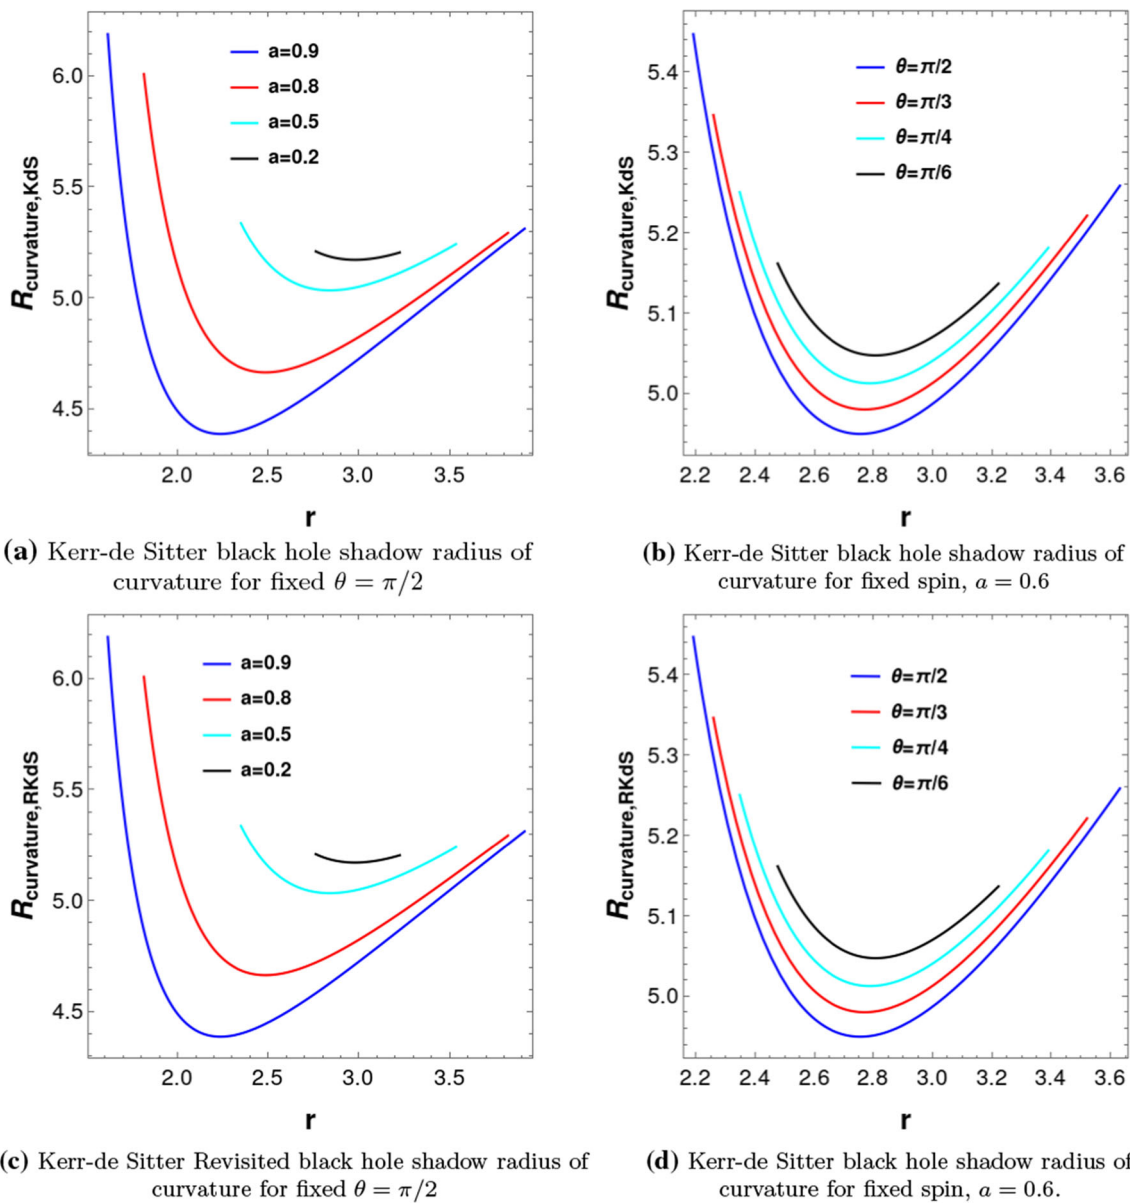 a=0.9
a=0.8
a=0.5
a=0.2
6.0
5.5
5.0
4.5
Rcurvature,KdS
2.0 2.5 3.0 3.5
r
(a) Kerr-de Sitter black hole shadow radius of
curvature for fixed θ = π/2
θ=π/2
θ=π/3
θ=π/4
θ=π/6
5.4
5.3
5.2
5.1
5.0
Rcurvature,KdS
2.2 2.4 2.6 2.8 3.0 3.2 3.4 3.6
r
(b) Kerr-de Sitter black hole shadow radius of
curvature for fixed spin, a = 0.6
a=0.9
a=0.8
a=0.5
a=0.2
6.0
5.5
5.0
4.5
Rcurvature,RKdS
2.0 2.5 3.0 3.5
r
(c) Kerr-de Sitter Revisited black hole shadow radius of
curvature for fixed θ = π/2
θ=π/2
θ=π/3
θ=π/4
θ=π/6
5.4
5.3
5.2
5.1
5.0
Rcurvature,RKdS
2.2 2.4 2.6 2.8 3.0 3.2 3.4 3.6
r
(d) Kerr-de Sitter black hole shadow radius of
curvature for fixed spin, a = 0.6.